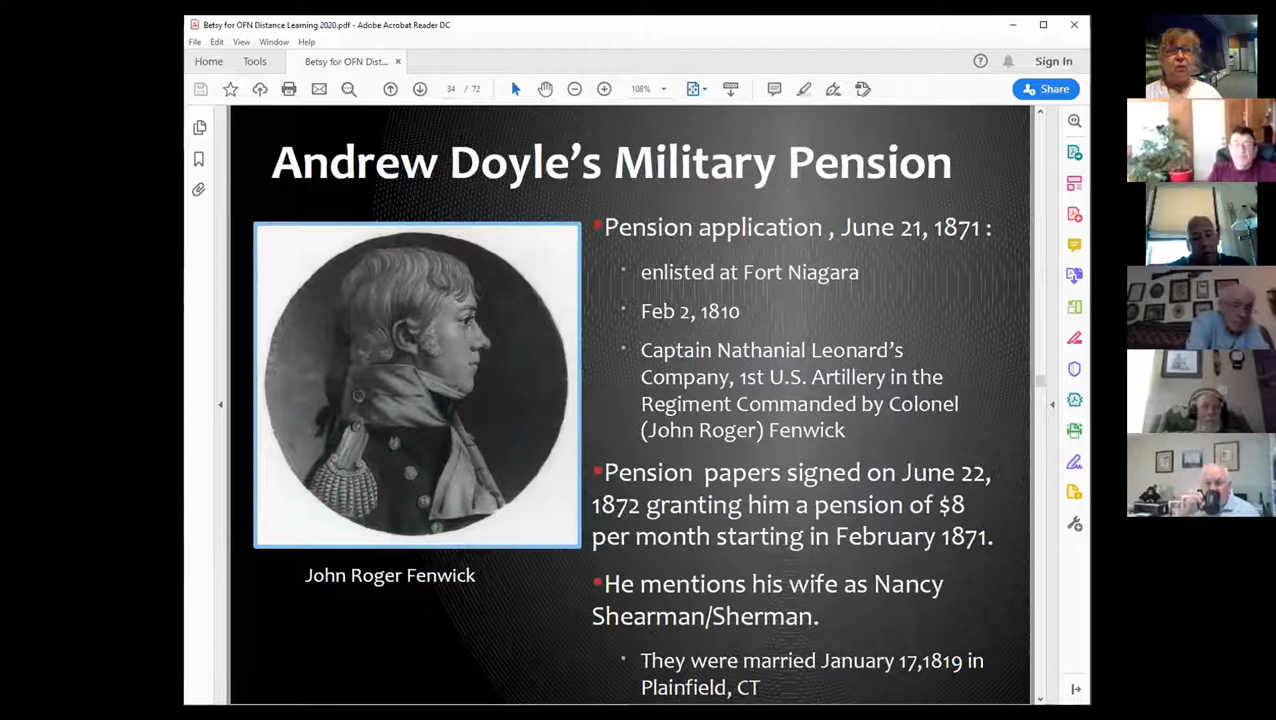 Betsy for OFN Distance Learning 2020.pdf - Adobe Acrobat Reader DC
File Edit View Window Help
Home Tools Betsy for OFN Dist... × Sign In
34 / 72 108% Share
Andrew Doyle's Military Pension
Pension application , June 21, 1871 :
enlisted at Fort Niagara
Feb 2, 1810
Captain Nathanial Leonard's
Company, 1st U.S. Artillery in the
Regiment Commanded by Colonel
(John Roger) Fenwick
Pension papers signed on June 22,
1872 granting him a pension of $8
per month starting in February 1871.
John Roger Fenwick
He mentions his wife as Nancy
Shearman/Sherman.
They were married January 17,1819 in
Plainfield, CT